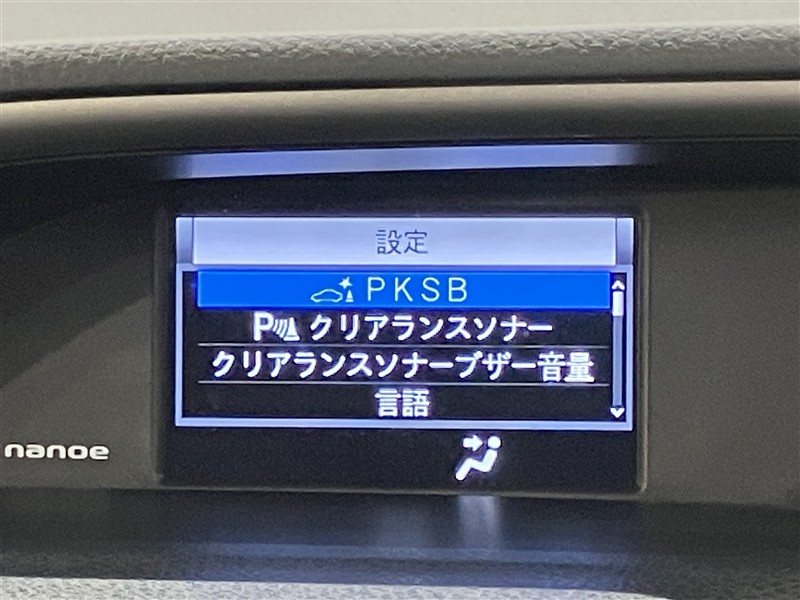 設定
PKSB
P クリアランスソナー
クリアランスソナーブザー音量
言語
nanoe